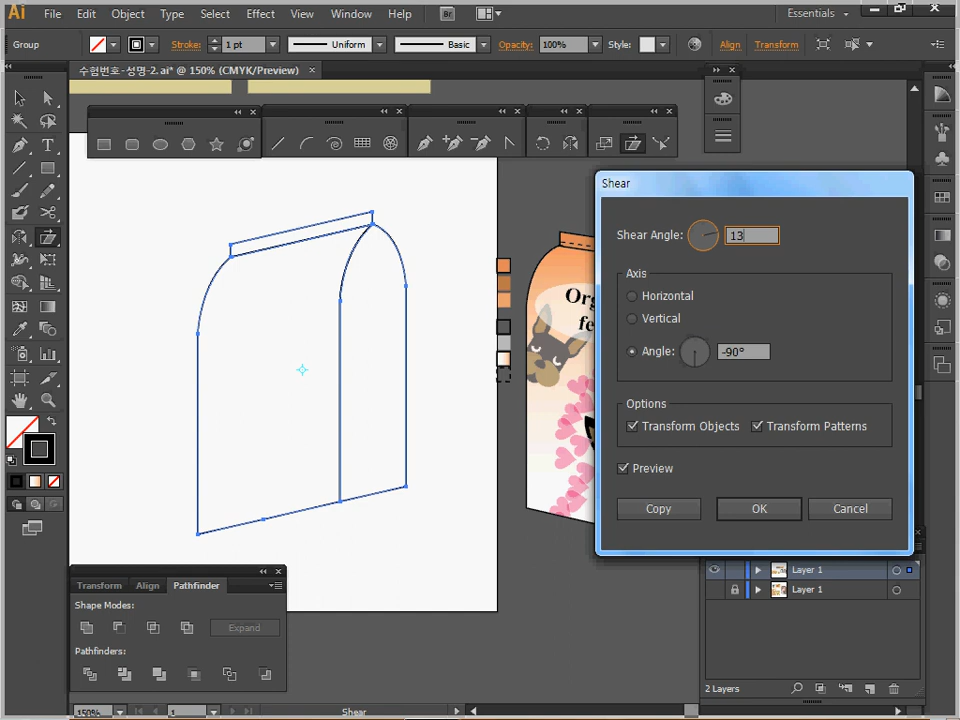 Ai File Edit Object Type Select Effect View Window Help Br Essentials
Group Stroke: 1 pt Uniform Basic Opacity: 100% Style: Align Transform
수험번호-성명-2.ai* @ 150% (CMYK/Preview)
Shear
Shear Angle: 13
Axis
Horizontal
Vertical
Angle: -90°
Options
Transform Objects Transform Patterns
Preview
Copy OK Cancel
Org
fe
Layer 1
Layer 1
2 Layers
Transform Align Pathfinder
Shape Modes:
Expand
Pathfinders:
150% 1 Shear